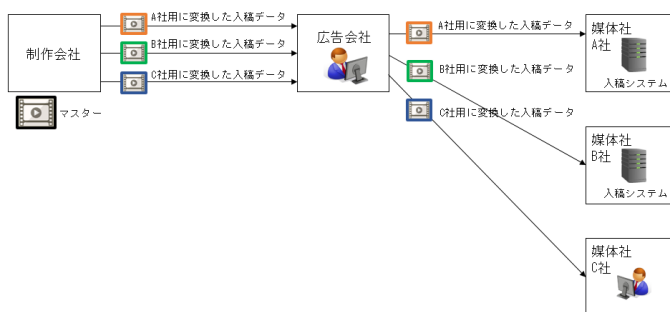 A社用に変換した入稿データ
B社用に変換した入稿データ
C社用に変換した入稿データ
制作会社
マスター
広告会社
A社用に変換した入稿データ
B社用に変換した入稿データ
C社用に変換した入稿データ
媒体社
A社
入稿システム
媒体社
B社
入稿システム
媒体社
C社